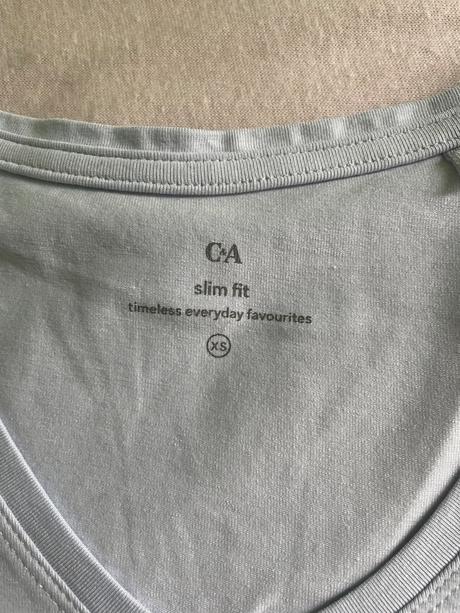 C&A
slim fit
timeless everyday favourites
XS